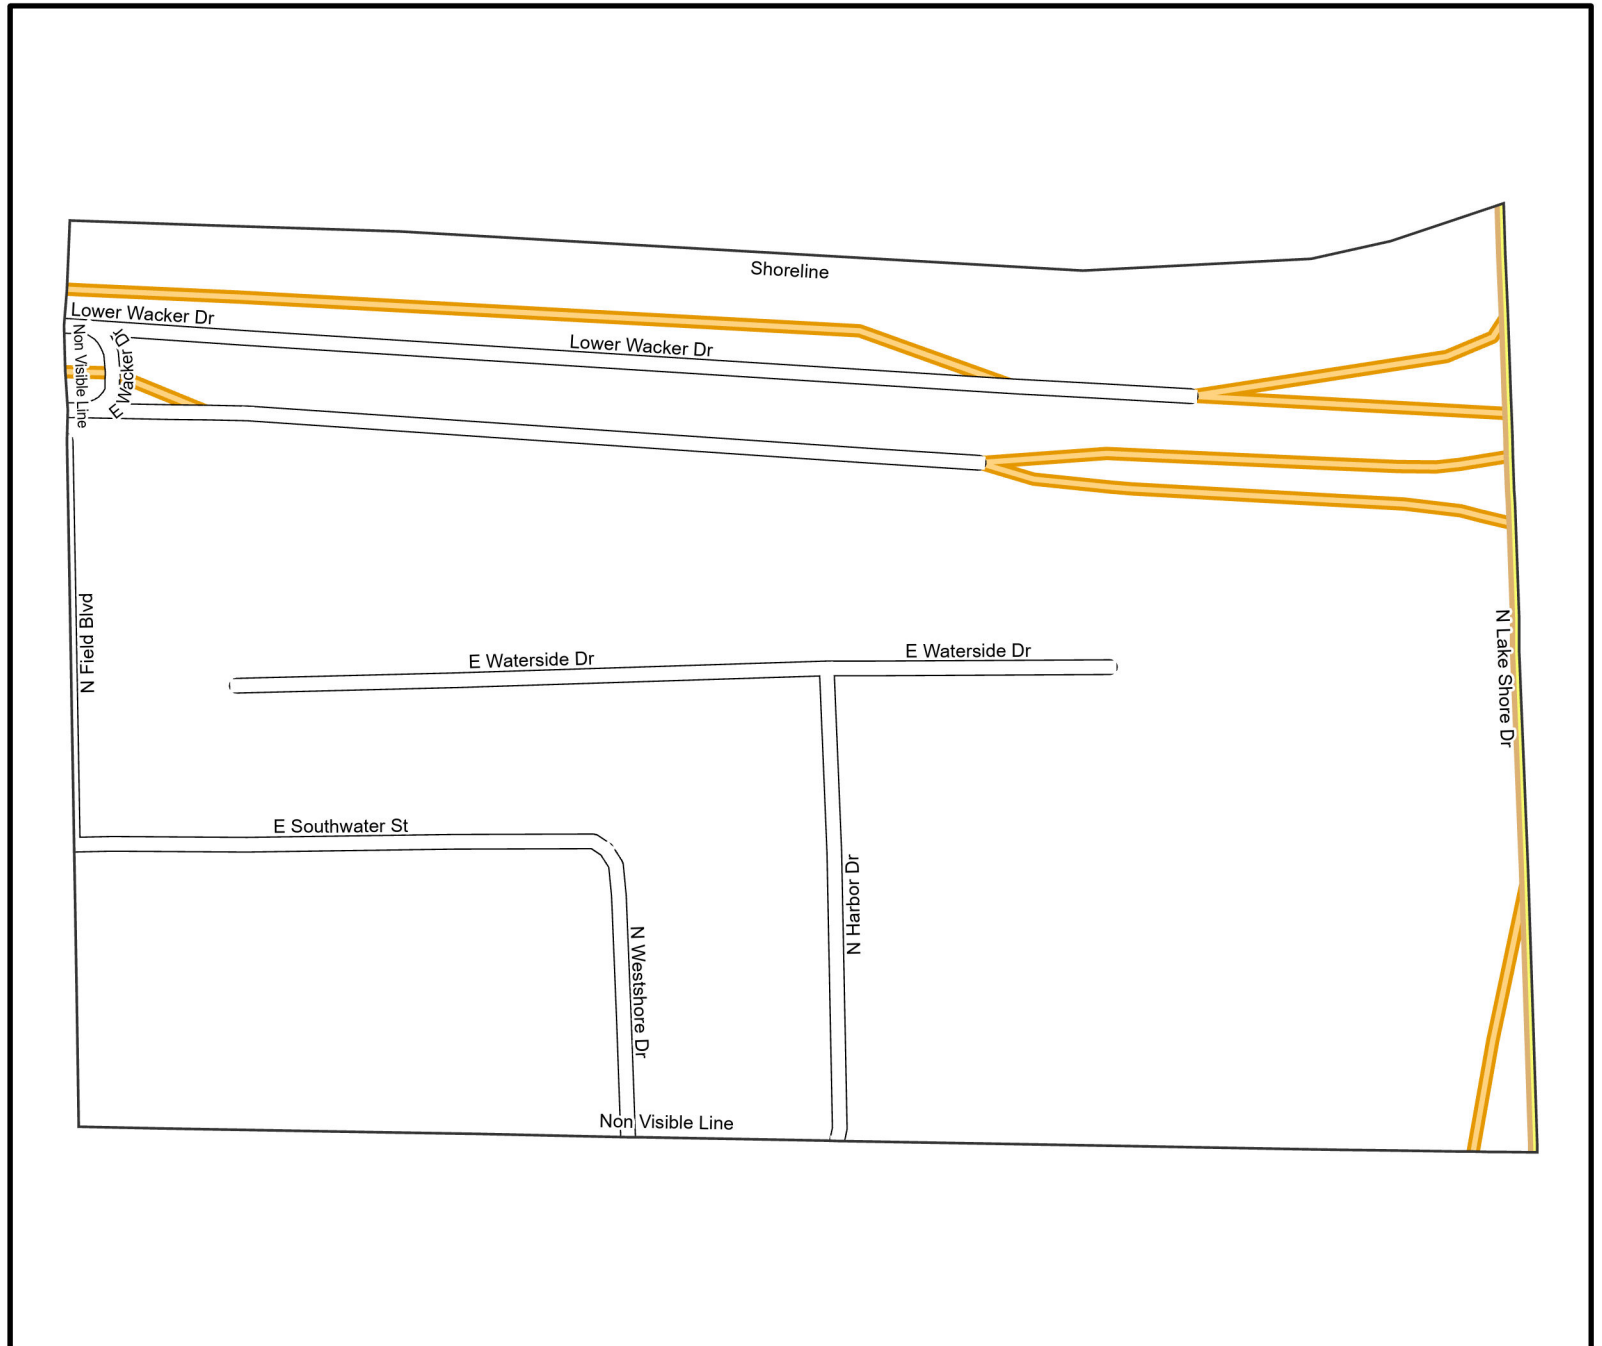 Shoreline
Lower Wacker Dr
Lower Wacker Dr
Non Visible Line
E Wacker Dr
N Field Blvd
E Waterside Dr
E Waterside Dr
N Lake Shore Dr
E Southwater St
N Harbor Dr
N Westshore Dr
Non Visible Line